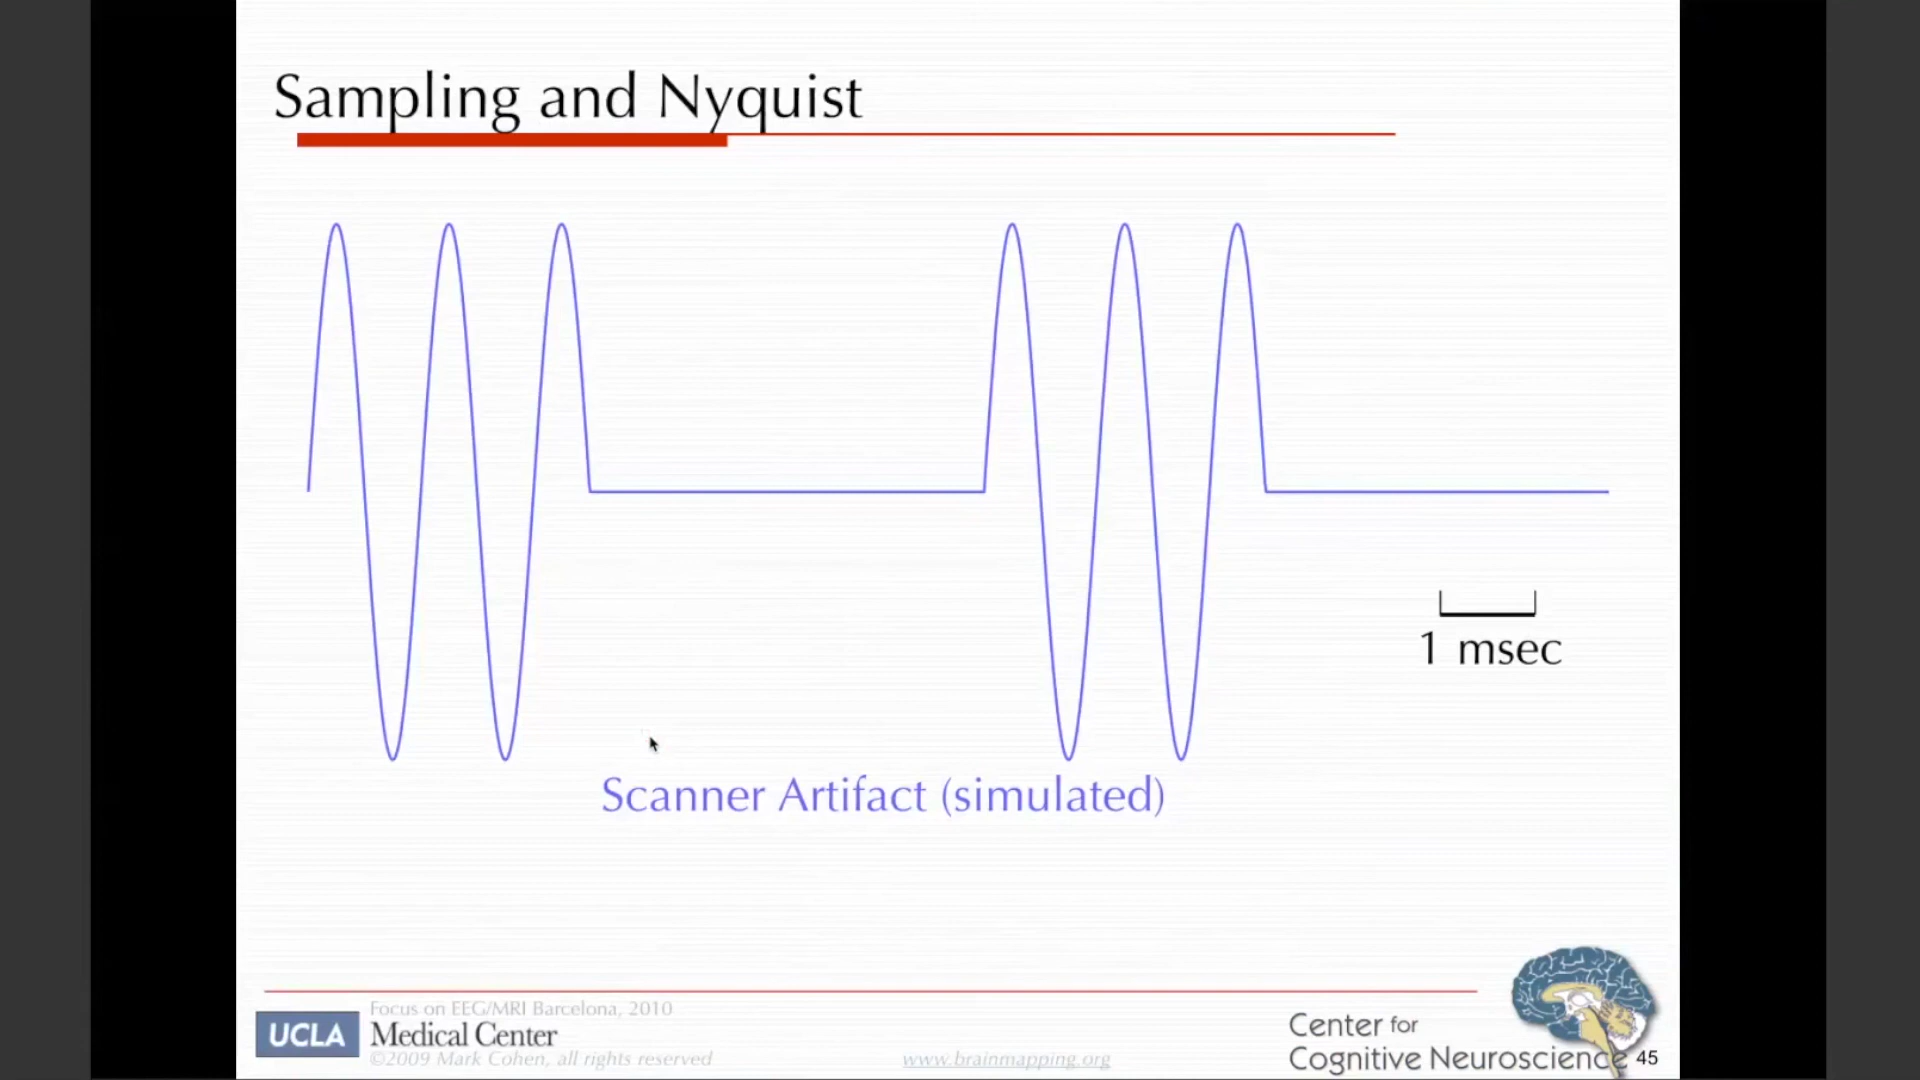 Sampling and Nyquist
1 msec
Scanner Artifact (simulated)
Focus on EEG/MRI Barcelona, 2010
UCLA Medical Center
©2009 Mark Cohen, all rights reserved
www.brainmapping.org
Center for
Cognitive Neuroscience
45